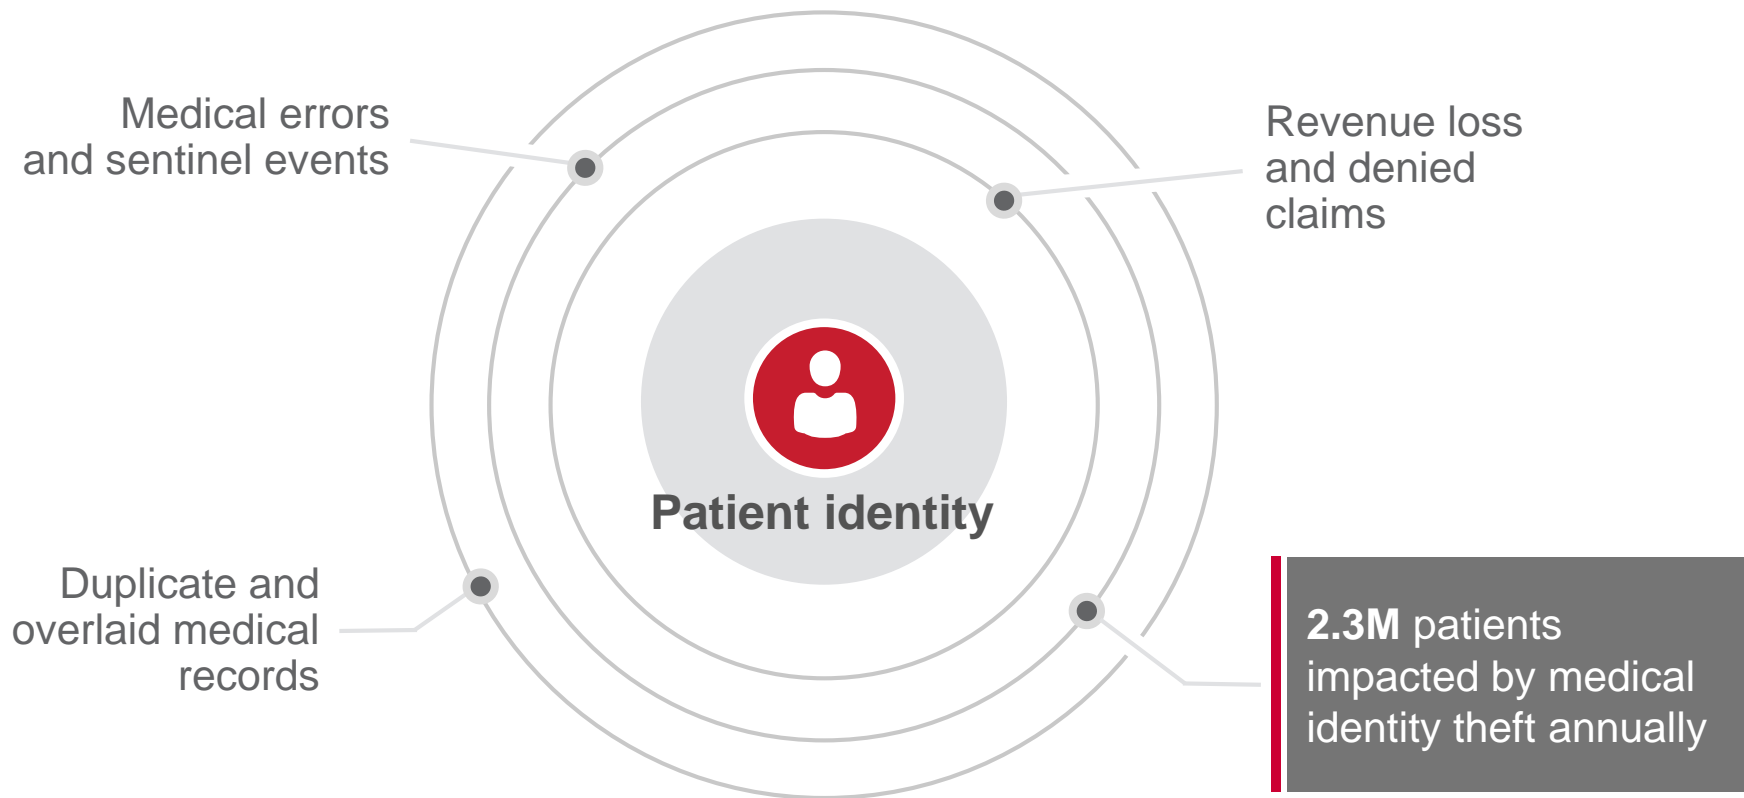 Medical errors
and sentinel events
Revenue loss
and denied
claims
Patient identity
Duplicate and
overlaid medical
records
2.3M patients
impacted by medical
identity theft annually